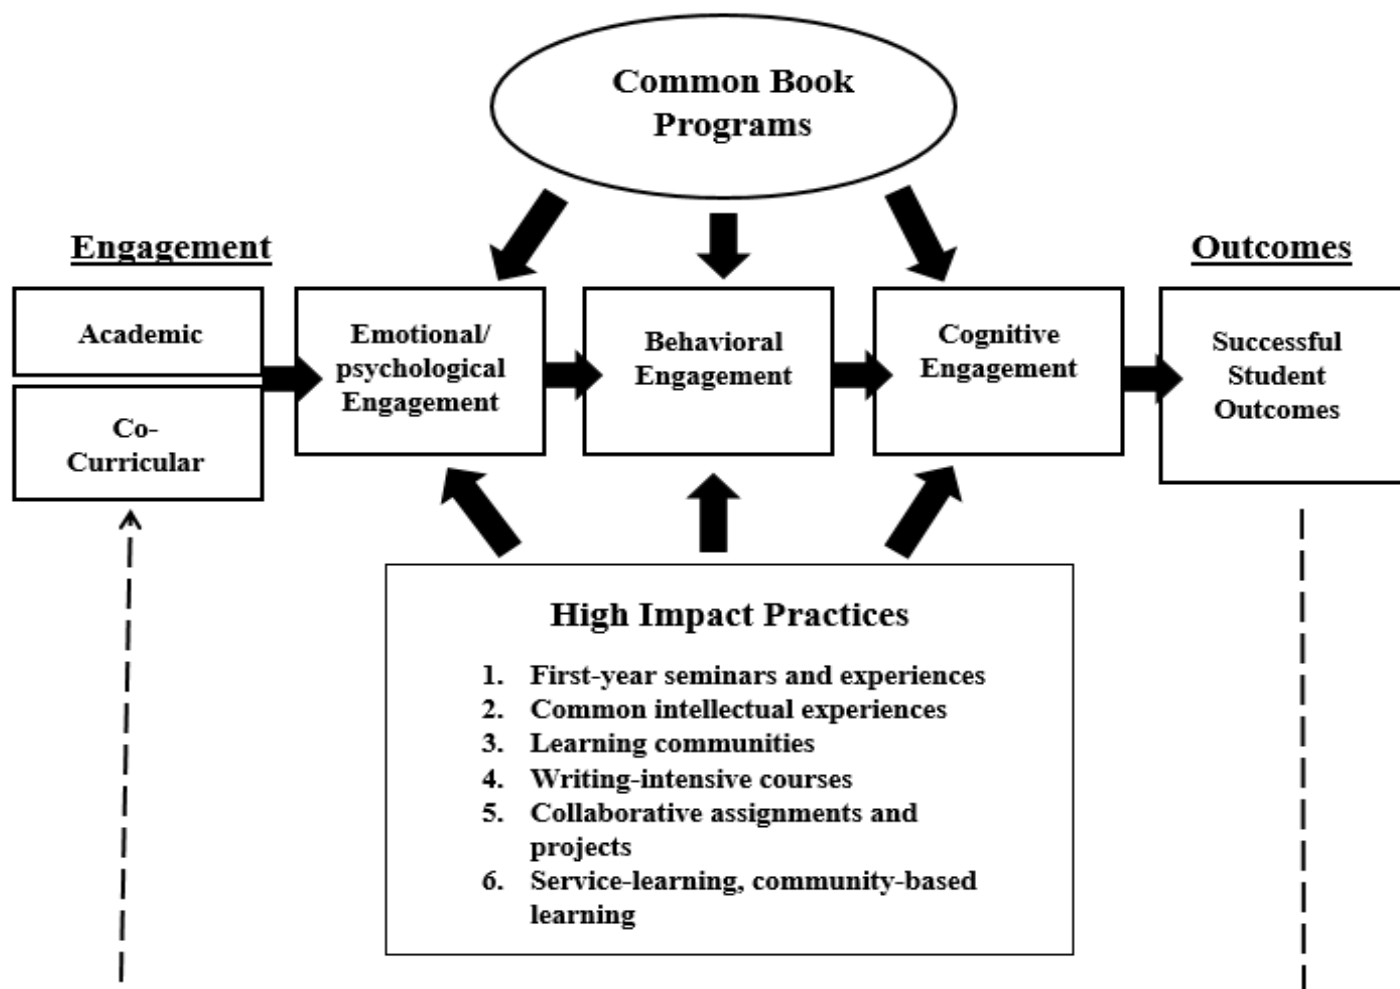 Common Book
Programs
Engagement
Outcomes
Academic
Co-
Curricular
Emotional/
psychological
Engagement
Behavioral
Engagement
Cognitive
Engagement
Successful
Student
Outcomes
High Impact Practices
1. First-year seminars and experiences
2. Common intellectual experiences
3. Learning communities
4. Writing-intensive courses
5. Collaborative assignments and
projects
6. Service-learning, community-based
learning